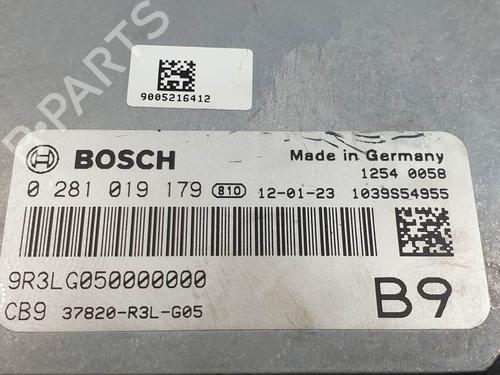 B-PARTS
9005216412
BOSCH
Made in Germany
1254 0058
0 281 019 179 810 12-01-23 1039S54955
9R3LG050000000
CB9 37820-R3L-G05
B9